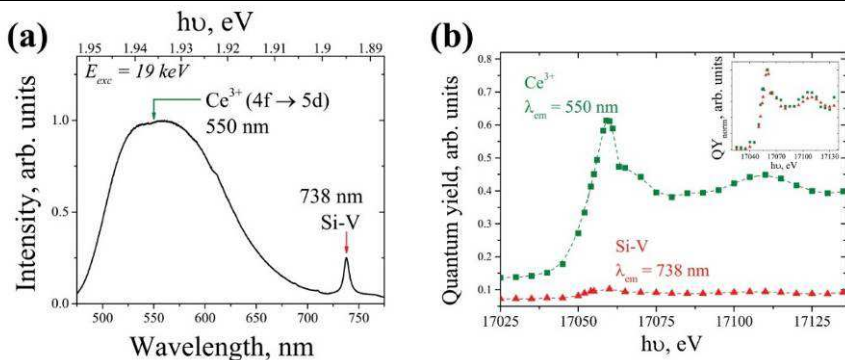 (a)
hυ, eV
1.95 1.94 1.93 1.92 1.91 1.9 1.89
E_exc = 19 keV
Ce³⁺ (4f → 5d)
550 nm
738 nm
Si-V
Intensity, arb. units
1.0
0.5
0.0
500 550 600 650 700 750
Wavelength, nm
(b)
Ce³⁺
λ_em = 550 nm
Si-V
λ_em = 738 nm
Quantum yield, arb. units
0.8
0.7
0.6
0.5
0.4
0.3
0.2
0.1
17025 17050 17075 17100 17125
hυ, eV
QY_norm, arb. units
17040 17070 17100 17130
hυ, eV